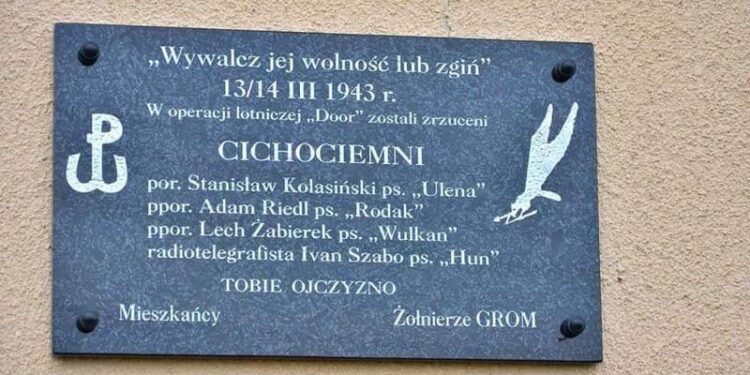 „Wywalcz jej wolność lub zgiń”
13/14 III 1943 r.
W operacji lotniczej „Door” zostali zrzuceni
CICHOCIEMNI
por. Stanisław Kolasiński ps. „Ulena”
ppor. Adam Riedl ps. „Rodak”
ppor. Lech Żabierek ps. „Wulkan”
radiotelegrafista Ivan Szabo ps. „Hun”
TOBIE OJCZYZNO
Mieszkańcy Żołnierze GROM